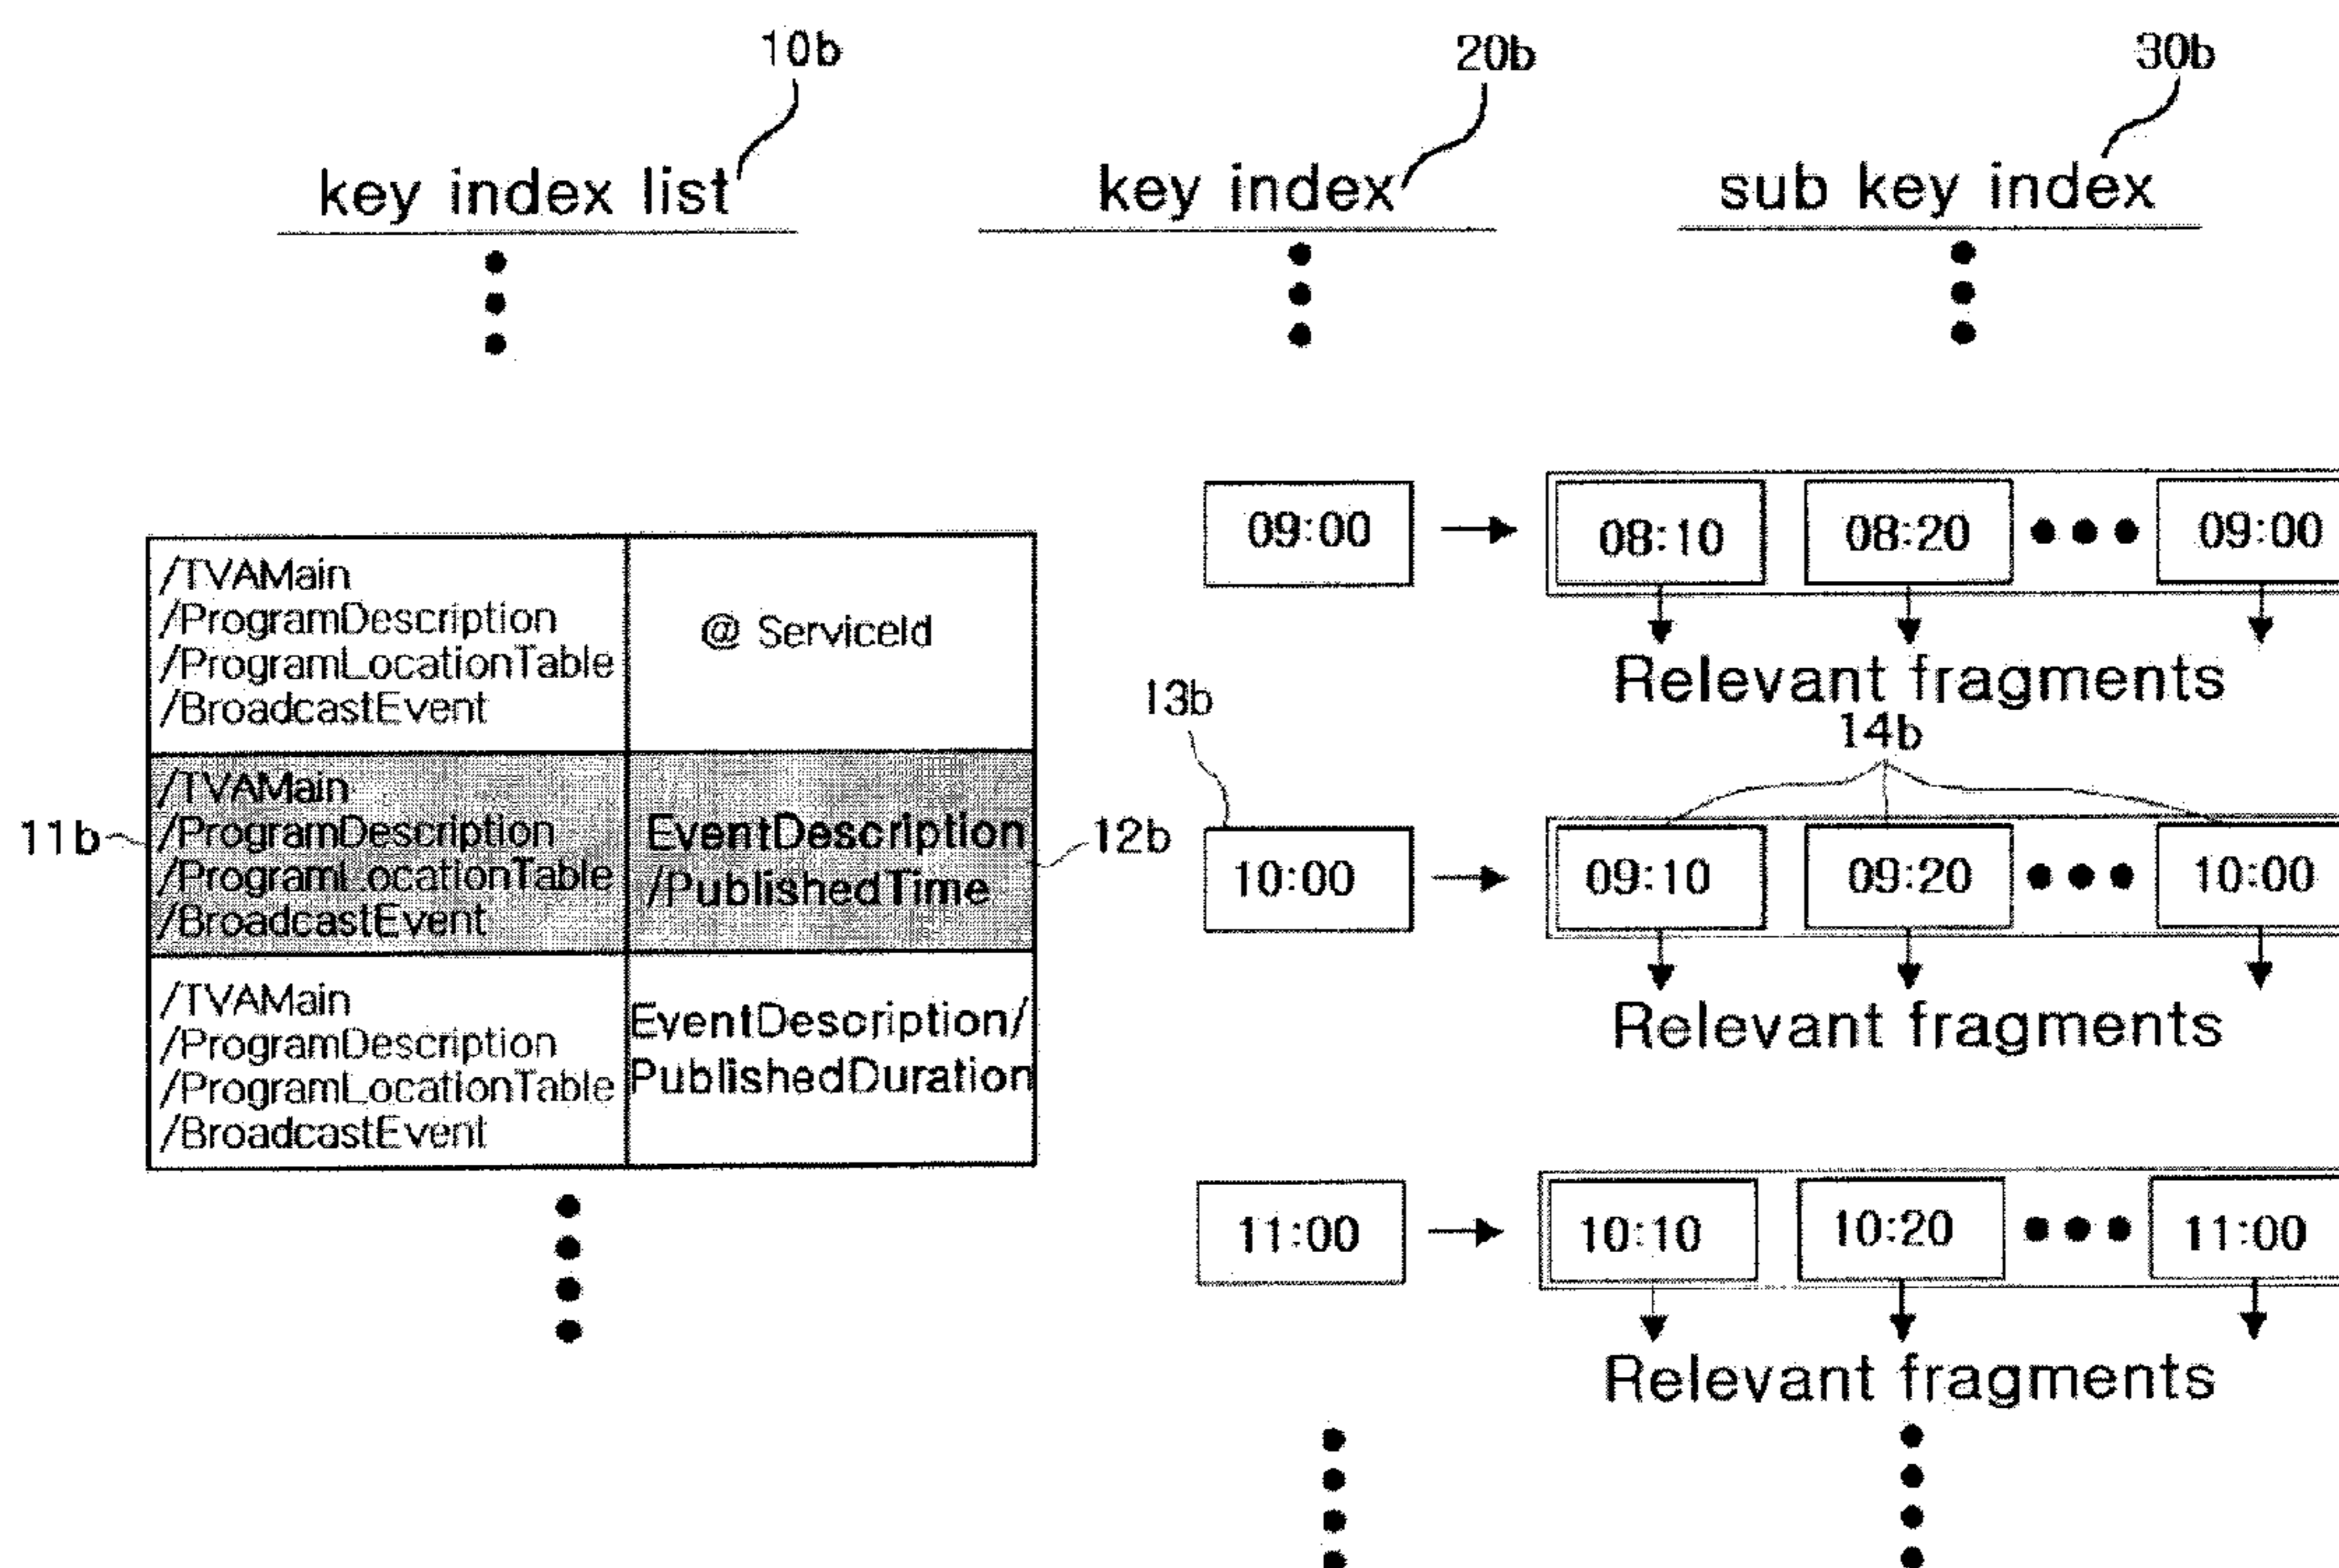 10b
20b
30b
key index list
key index
sub key index
/TVAMain
/ProgramDescription
/ProgramLocationTable
/BroadcastEvent
@ ServiceId
11b
/TVAMain
/ProgramDescription
/ProgramLocationTable
/BroadcastEvent
EventDescription
/PublishedTime
12b
/TVAMain
/ProgramDescription
/ProgramLocationTable
/BroadcastEvent
EventDescription/
PublishedDuration
09:00
08:10
08:20
09:00
Relevant fragments
13b
14b
10:00
09:10
09:20
10:00
Relevant fragments
11:00
10:10
10:20
11:00
Relevant fragments